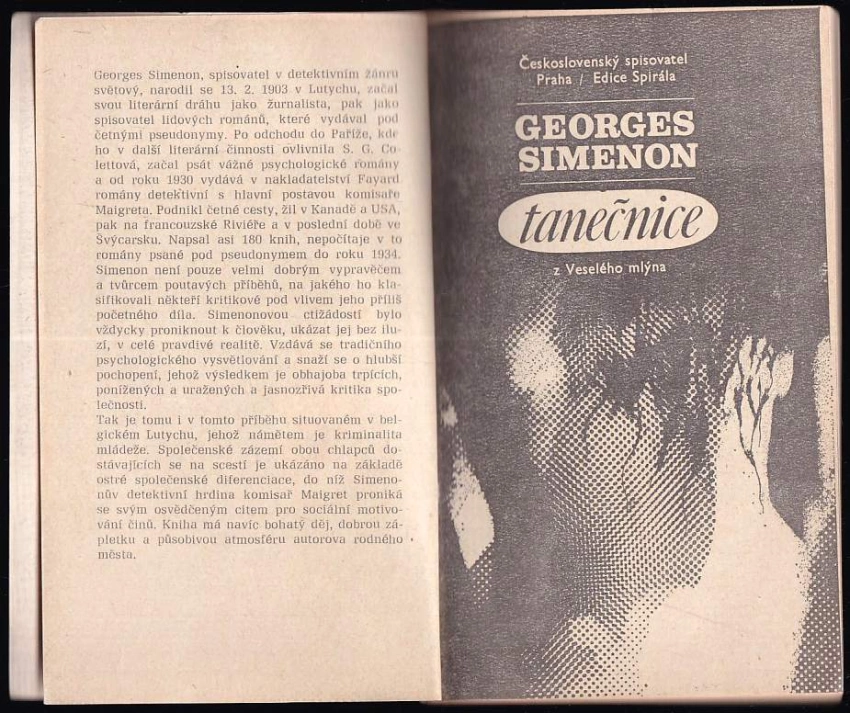 Georges Simenon, spisovatel v detektivním žánru
světový, narodil se 13. 2. 1903 v Lutychu, začal
svou literární dráhu jako žurnalista, pak jako
spisovatel lidových románů, které vydával pod
četnými pseudonymy. Po odchodu do Paříže, kde
ho v další literární činnosti ovlivnila S. G. Co-
lettová, začal psát vážné psychologické romány
a od roku 1930 vydává v nakladatelství Fayard
romány detektivní s hlavní postavou komisaře
Maigreta. Podnikl četné cesty, žil v Kanadě a USA,
pak na francouzské Riviéře a v poslední době ve
Švýcarsku. Napsal asi 180 knih, nepočítaje v to
romány psané pod pseudonymem do roku 1934.
Simenon není pouze velmi dobrým vypravěčem
a tvůrcem poutavých příběhů, na jakého ho kla-
sifikovali někteří kritikové pod vlivem jeho příliš
početného díla. Simenonovou ctižádostí bylo
vždycky proniknout k člověku, ukázat jej bez ilu-
zí, v celé pravdivé realitě. Vzdává se tradičního
psychologického vysvětlování a snaží se o hlubší
pochopení, jehož výsledkem je obhajoba trpících,
ponížených a uražených a jasnozřivá kritika spo-
lečnosti.
Tak je tomu i v tomto příběhu situovaném v bel-
gickém Lutychu, jehož námětem je kriminalita
mládeže. Společenské zázemí obou chlapců do-
stávajících se na scestí je ukázáno na základě
ostré společenské diferenciace, do níž Simeno-
nův detektivní hrdina komisař Maigret proniká
se svým osvědčeným citem pro sociální motivo-
vání činů. Kniha má navíc bohatý děj, dobrou zá-
pletku a působivou atmosféru autorova rodného
města.
Československý spisovatel
Praha / Edice Spirála
GEORGES
SIMENON
tanečnice
z Veselého mlýna